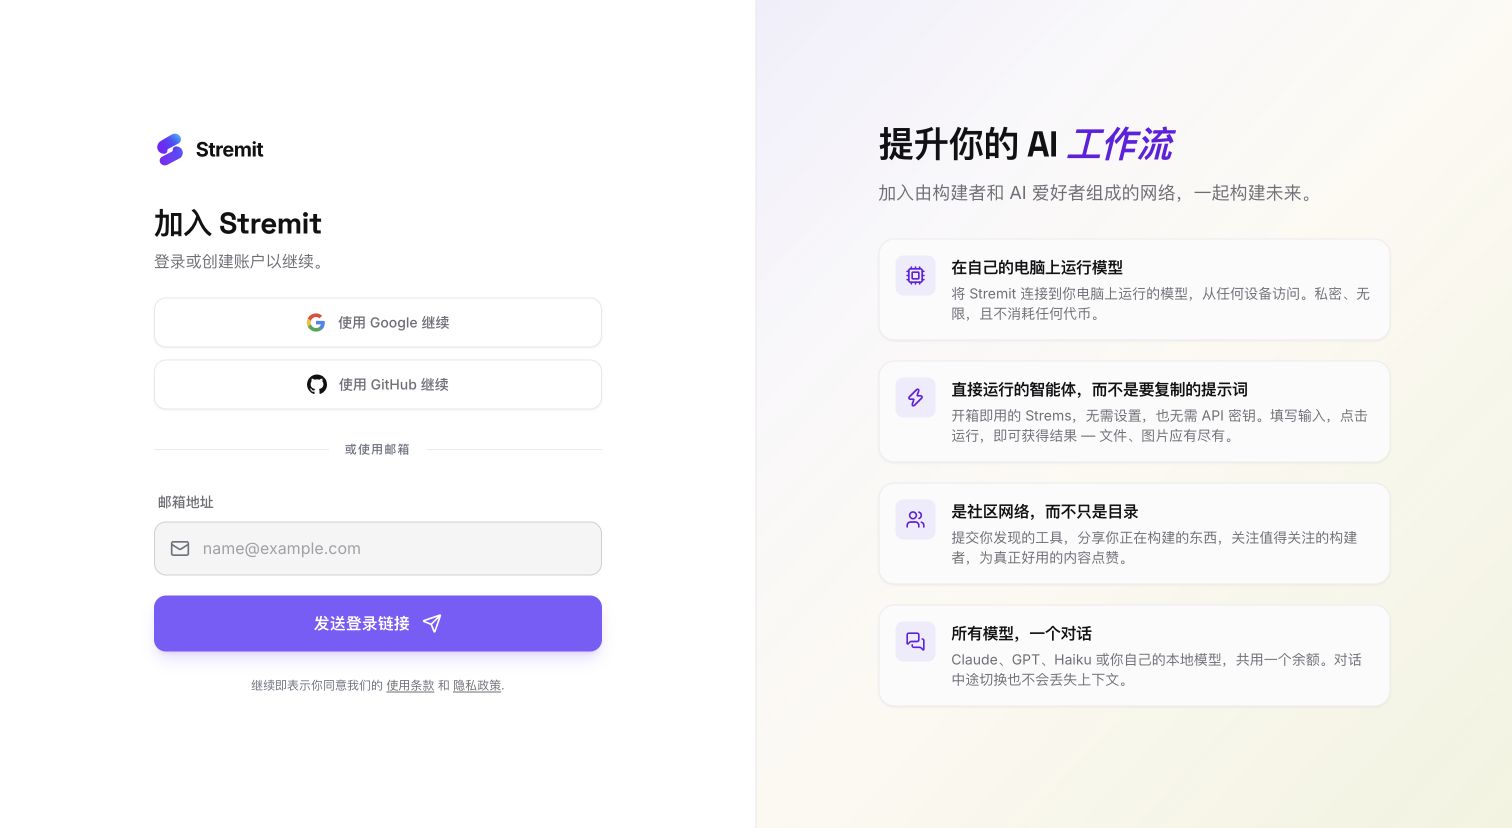 Stremit
加入 Stremit
登录或创建账户以继续。
使用 Google 继续
使用 GitHub 继续
或使用邮箱
邮箱地址
name@example.com
发送登录链接
继续即表示你同意我们的 使用条款 和 隐私政策.
提升你的 AI 工作流
加入由构建者和 AI 爱好者组成的网络，一起构建未来。
在自己的电脑上运行模型
将 Stremit 连接到你电脑上运行的模型，从任何设备访问。私密、无
限，且不消耗任何代币。
直接运行的智能体，而不是要复制的提示词
开箱即用的 Strems，无需设置，也无需 API 密钥。填写输入，点击
运行，即可获得结果 — 文件、图片应有尽有。
是社区网络，而不只是目录
提交你发现的工具，分享你正在构建的东西，关注值得关注的构建
者，为真正好用的内容点赞。
所有模型，一个对话
Claude、GPT、Haiku 或你自己的本地模型，共用一个余额。对话
中途切换也不会丢失上下文。